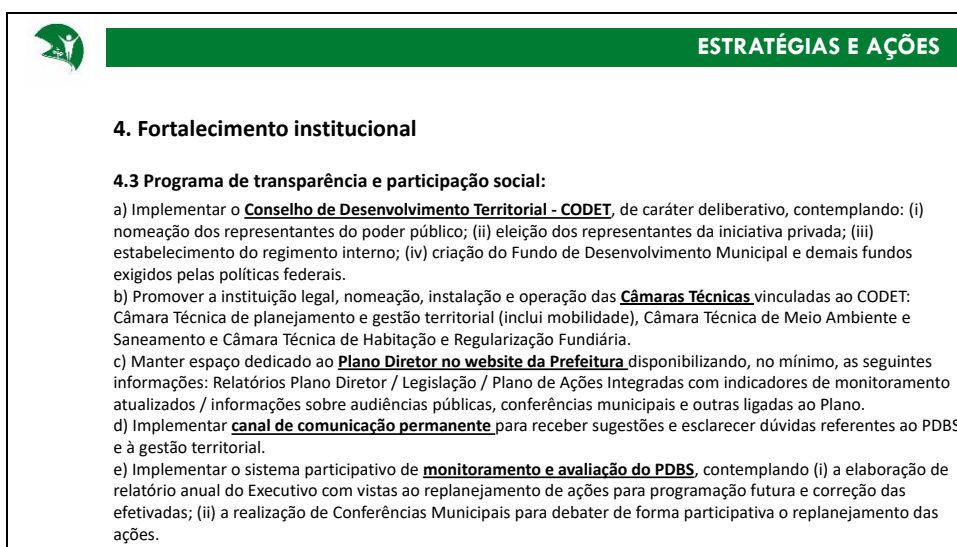 ESTRATÉGIAS E AÇÕES
4. Fortalecimento institucional
4.3 Programa de transparência e participação social:
a) Implementar o Conselho de Desenvolvimento Territorial - CODET, de caráter deliberativo, contemplando: (i)
nomeação dos representantes do poder público; (ii) eleição dos representantes da iniciativa privada; (iii)
estabelecimento do regimento interno; (iv) criação do Fundo de Desenvolvimento Municipal e demais fundos
exigidos pelas políticas federais.
b) Promover a instituição legal, nomeação, instalação e operação das Câmaras Técnicas vinculadas ao CODET:
Câmara Técnica de planejamento e gestão territorial (inclui mobilidade), Câmara Técnica de Meio Ambiente e
Saneamento e Câmara Técnica de Habitação e Regularização Fundiária.
c) Manter espaço dedicado ao Plano Diretor no website da Prefeitura disponibilizando, no mínimo, as seguintes
informações: Relatórios Plano Diretor / Legislação / Plano de Ações Integradas com indicadores de monitoramento
atualizados / informações sobre audiências públicas, conferências municipais e outras ligadas ao Plano.
d) Implementar canal de comunicação permanente para receber sugestões e esclarecer dúvidas referentes ao PDBS
e à gestão territorial.
e) Implementar o sistema participativo de monitoramento e avaliação do PDBS, contemplando (i) a elaboração de
relatório anual do Executivo com vistas ao replanejamento de ações para programação futura e correção das
efetivadas; (ii) a realização de Conferências Municipais para debater de forma participativa o replanejamento das
ações.